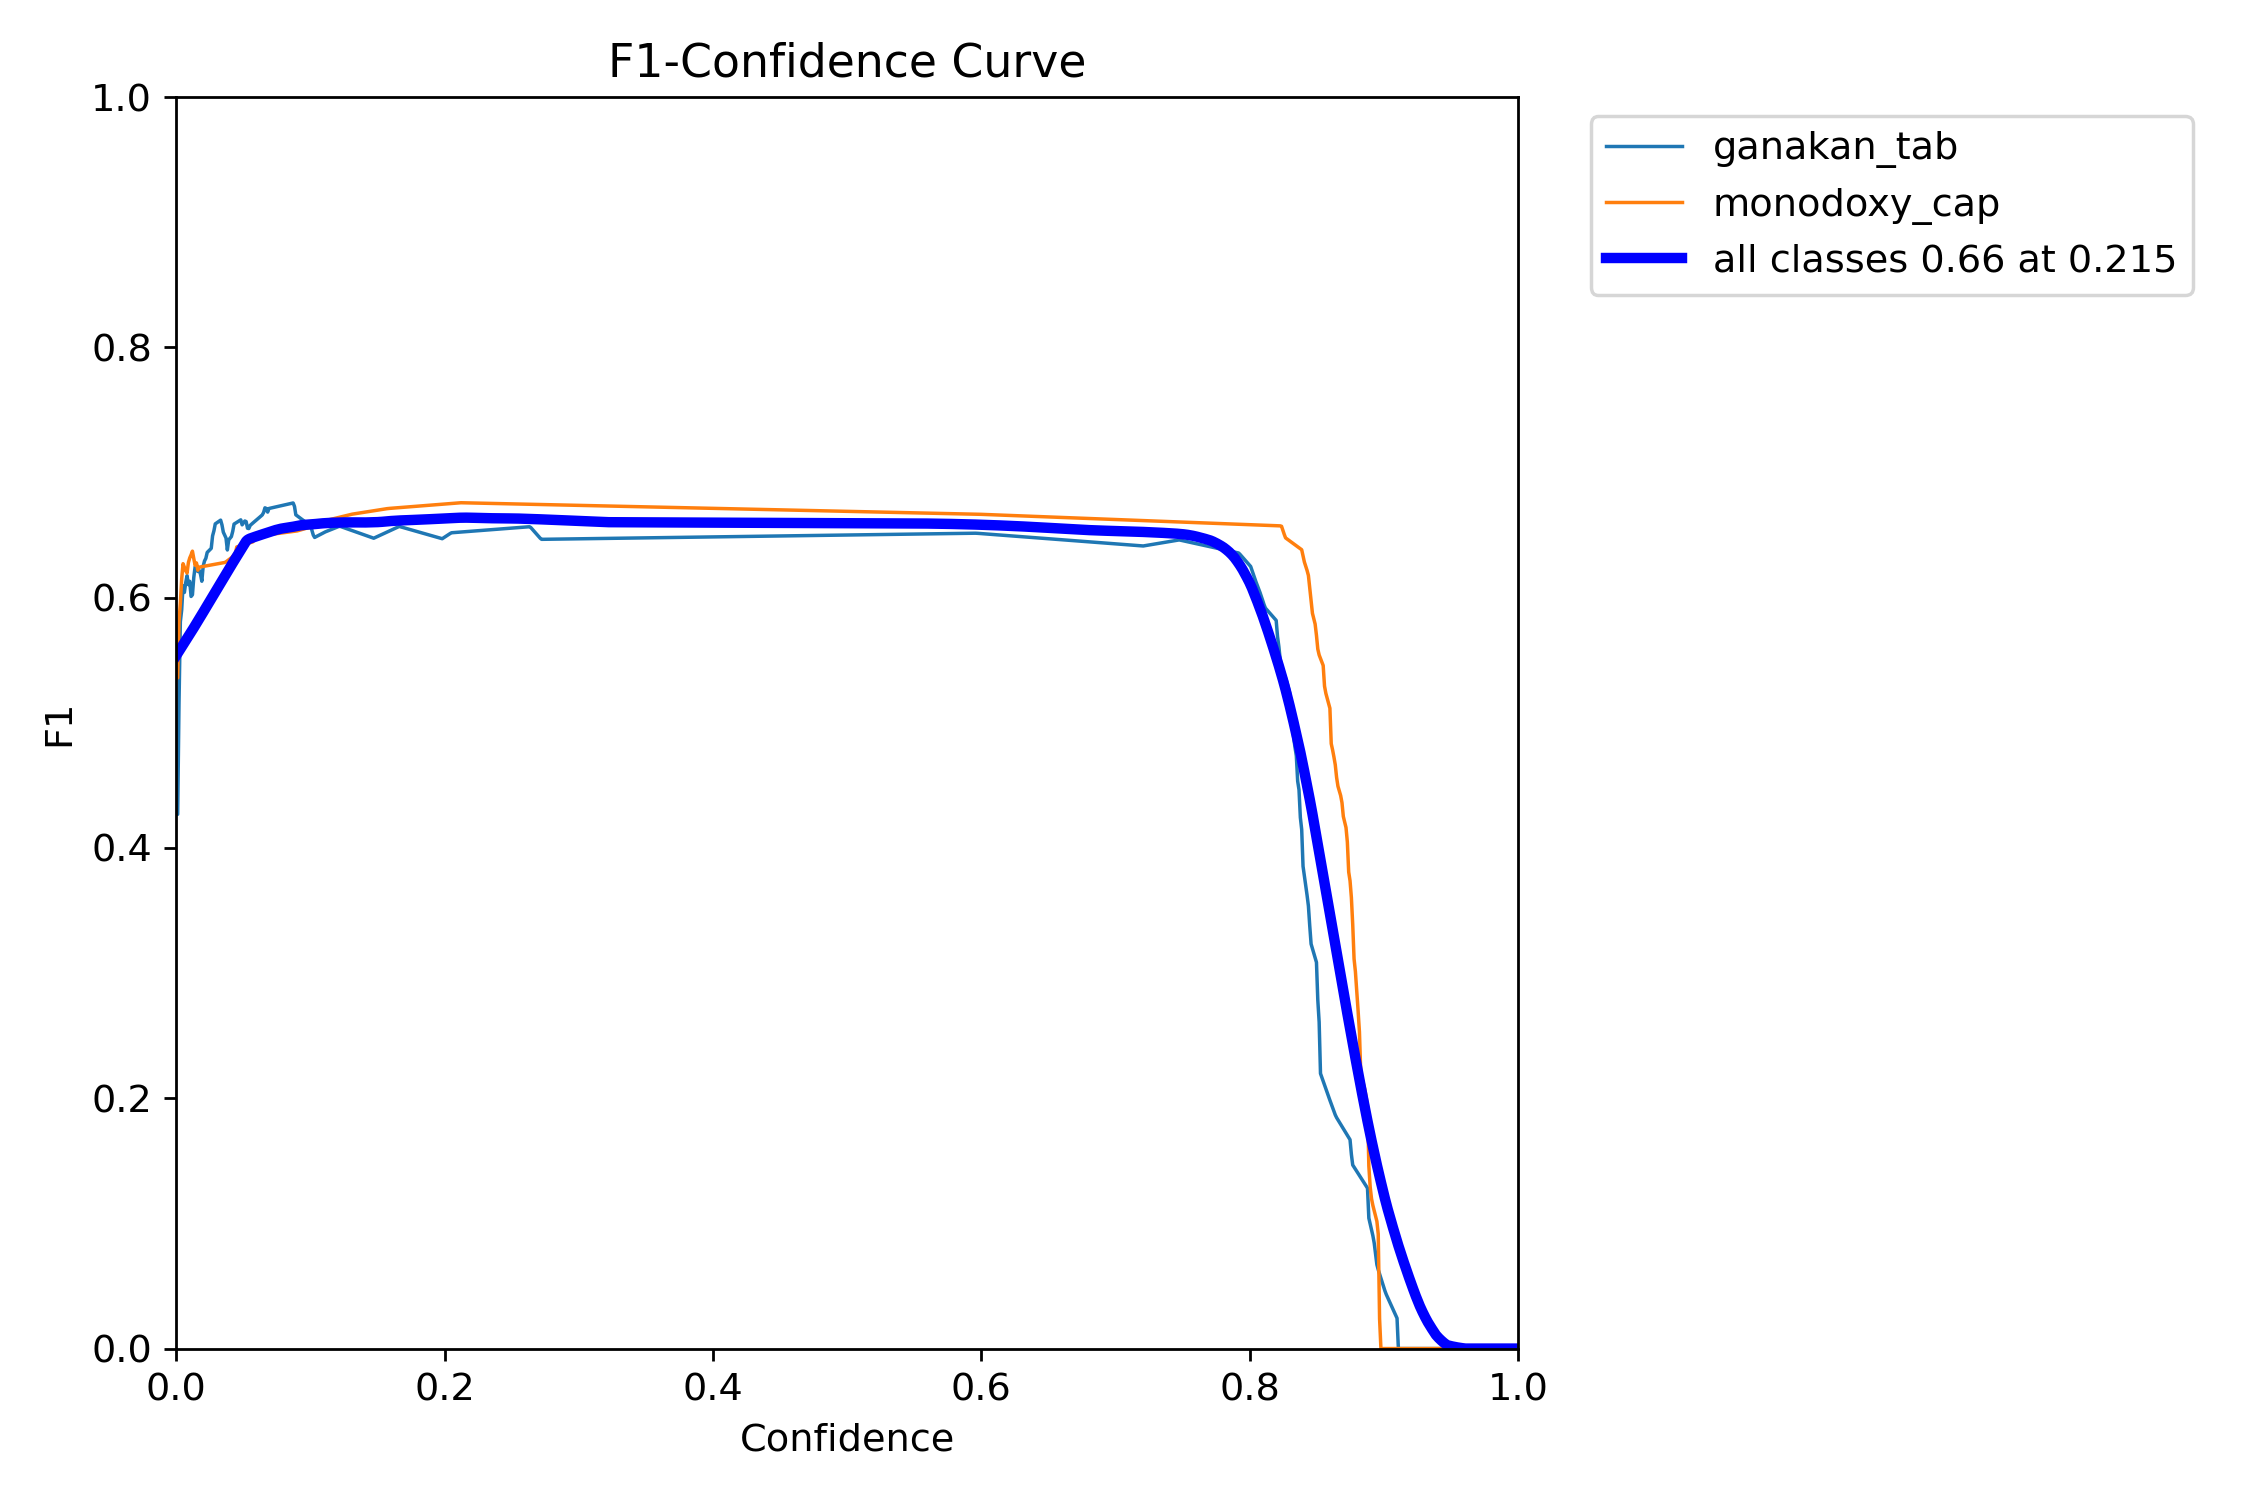 F1-Confidence Curve
1.0
0.8
0.6
0.4
0.2
0.0
F1
0.0 0.2 0.4 0.6 0.8 1.0
Confidence
ganakan_tab
monodoxy_cap
all classes 0.66 at 0.215